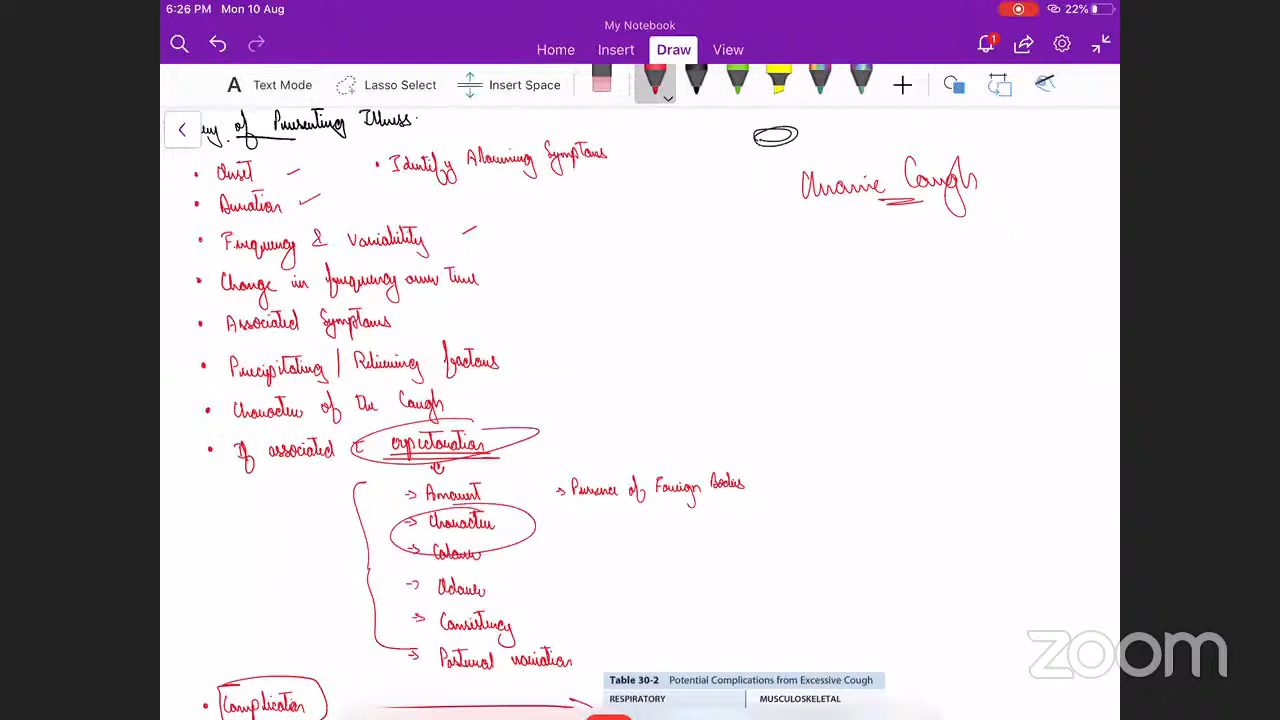 6:26 PM Mon 10 Aug
22%
My Notebook
Home Insert Draw View
1
A Text Mode Lasso Select Insert Space
of Presenting Illness.
• Onset
• Identify Alarming Symptoms
• Duration
Chronic Cough
• Frequency & Variability
• Change in frequency over Time
• Associated Symptoms
• Precipitating / Relieving factors
• Character of the Cough
• If associated c expectoration
→ Amount
→ Presence of Foreign Bodies
→ Character
→ Colour
→ Odour
→ Consistency
→ Postural variation
zoom
Table 30-2 Potential Complications from Excessive Cough
RESPIRATORY MUSCULOSKELETAL
• Complication